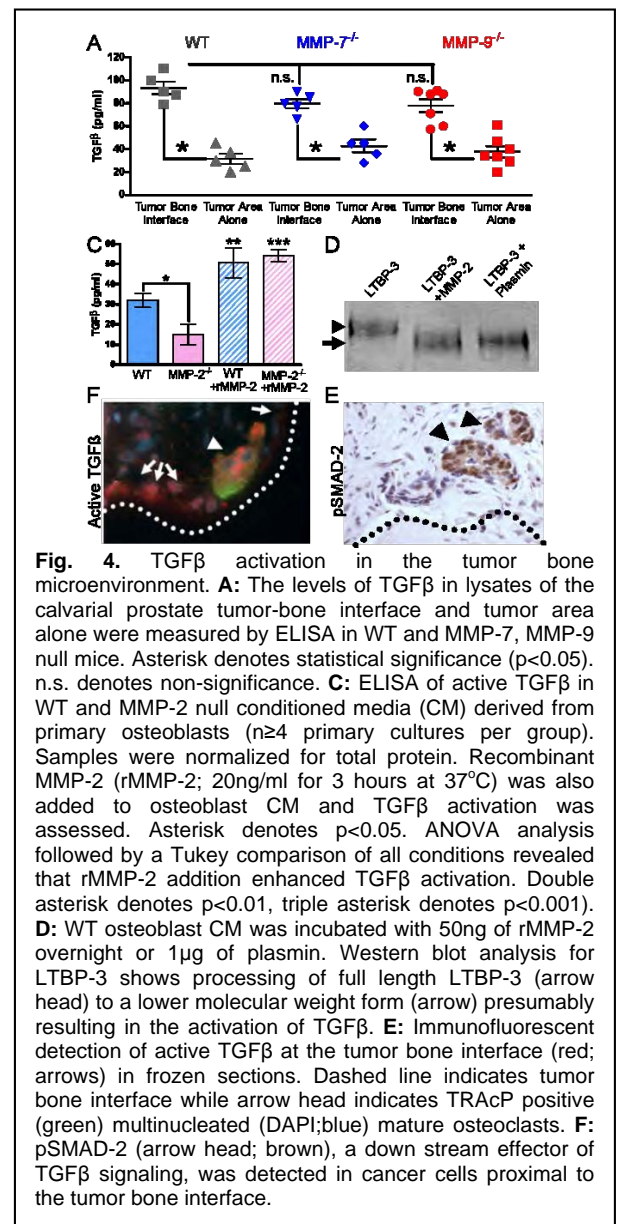 A
WT MMP-7-/- MMP-9-/-
TGFβ (pg/ml)
120
100
80
60
40
20
0
n.s. n.s.
* * *
Tumor Bone Interface
Tumor Area Alone
Tumor Bone Interface
Tumor Area Alone
Tumor Bone Interface
Tumor Area Alone
C
TGFβ (pg/ml)
60
50
40
30
20
10
0
* ** ***
WT
MMP-2-/-
WT +rMMP-2
MMP-2-/- +rMMP-2
D
LTBP-3
LTBP-3 +MMP-2
LTBP-3 + Plasmin
F
Active TGFβ
E
pSMAD-2
Fig. 4. TGFβ activation in the tumor bone
microenvironment. A: The levels of TGFβ in lysates of the
calvarial prostate tumor-bone interface and tumor area
alone were measured by ELISA in WT and MMP-7, MMP-9
null mice. Asterisk denotes statistical significance (p<0.05).
n.s. denotes non-significance. C: ELISA of active TGFβ in
WT and MMP-2 null conditioned media (CM) derived from
primary osteoblasts (n≥4 primary cultures per group).
Samples were normalized for total protein. Recombinant
MMP-2 (rMMP-2; 20ng/ml for 3 hours at 37°C) was also
added to osteoblast CM and TGFβ activation was
assessed. Asterisk denotes p<0.05. ANOVA analysis
followed by a Tukey comparison of all conditions revealed
that rMMP-2 addition enhanced TGFβ activation. Double
asterisk denotes p<0.01, triple asterisk denotes p<0.001).
D: WT osteoblast CM was incubated with 50ng of rMMP-2
overnight or 1µg of plasmin. Western blot analysis for
LTBP-3 shows processing of full length LTBP-3 (arrow
head) to a lower molecular weight form (arrow) presumably
resulting in the activation of TGFβ. E: Immunofluorescent
detection of active TGFβ at the tumor bone interface (red;
arrows) in frozen sections. Dashed line indicates tumor
bone interface while arrow head indicates TRAcP positive
(green) multinucleated (DAPI;blue) mature osteoclasts. F:
pSMAD-2 (arrow head; brown), a down stream effector of
TGFβ signaling, was detected in cancer cells proximal to
the tumor bone interface.